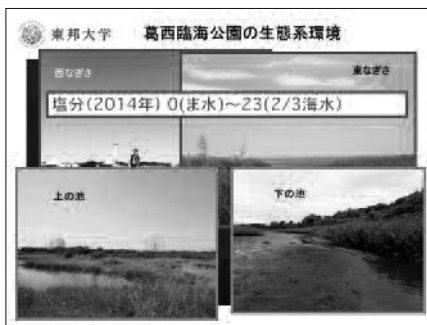 東邦大学 葛西臨海公園の生態系環境
西なぎさ 東なぎさ
塩分(2014年) 0(ま水)～23(2/3海水)
上の池 下の池